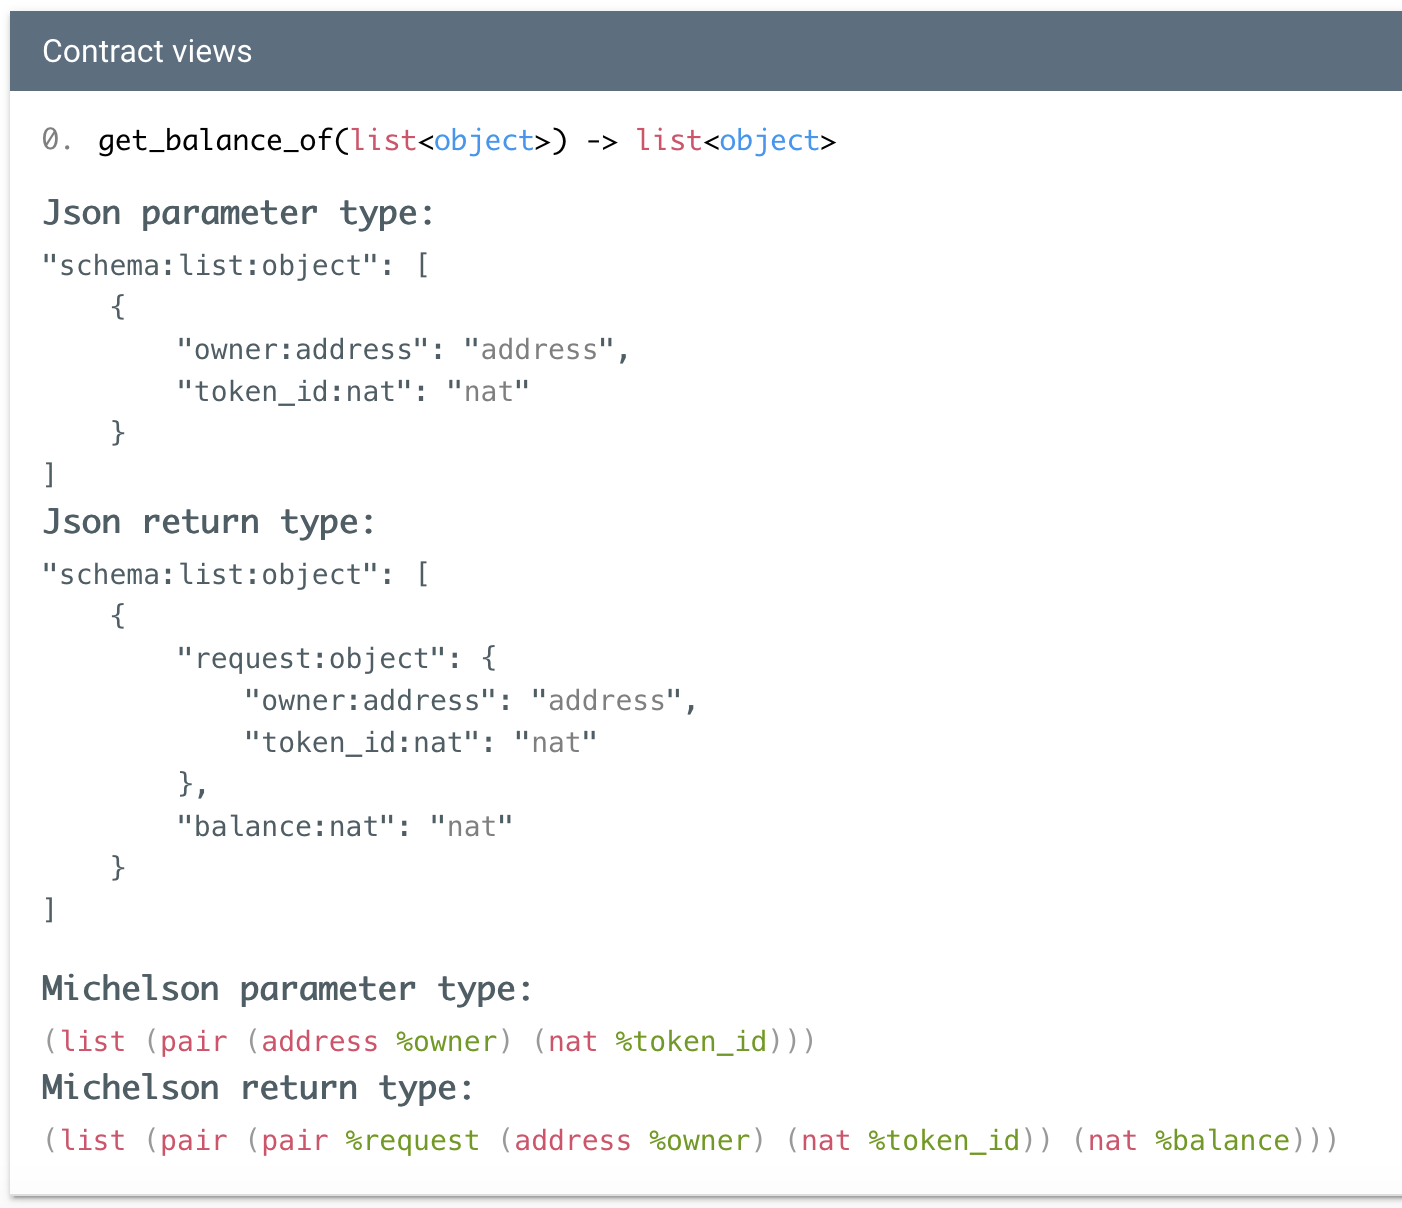 Contract views
0. get_balance_of(list<object>) -> list<object>
Json parameter type:
"schema:list:object": [
    {
        "owner:address": "address",
        "token_id:nat": "nat"
    }
]
Json return type:
"schema:list:object": [
    {
        "request:object": {
            "owner:address": "address",
            "token_id:nat": "nat"
        },
        "balance:nat": "nat"
    }
]
Michelson parameter type:
(list (pair (address %owner) (nat %token_id)))
Michelson return type:
(list (pair (pair %request (address %owner) (nat %token_id)) (nat %balance)))